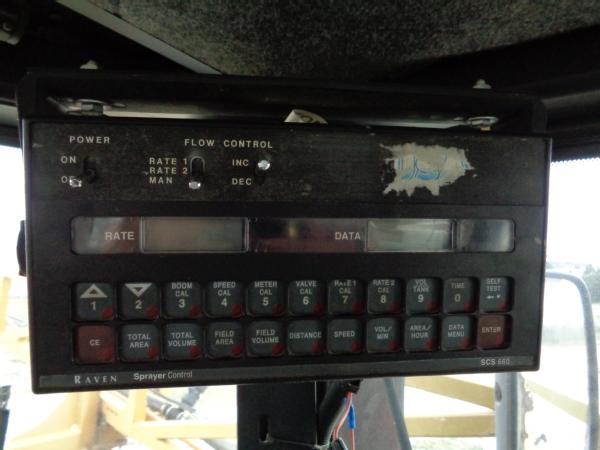 POWER
FLOW CONTROL
ON
RATE 1
RATE 2
MAN
INC
DEC
RATE
DATA
1
2
BOOM CAL 3
SPEED CAL 4
METER CAL 5
VALVE CAL 6
RATE 1 CAL 7
RATE 2 CAL 8
VOL TANK 9
TIME 0
SELF TEST
CE
TOTAL AREA
TOTAL VOLUME
FIELD AREA
FIELD VOLUME
DISTANCE
SPEED
VOL/ MIN
AREA/ HOUR
DATA MENU
ENTER
RAVEN Sprayer Control
SCS 660